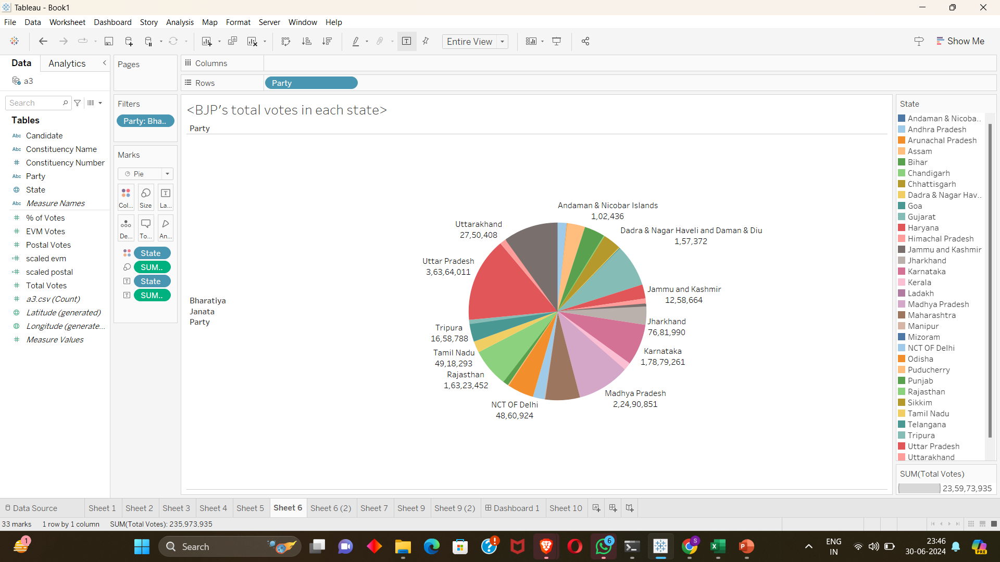 Tableau - Book1
File Data Worksheet Dashboard Story Analysis Map Format Server Window Help
Entire View
Show Me
Data Analytics
a3
Search
Tables
Abc Candidate
Abc Constituency Name
# Constituency Number
Abc Party
State
Abc Measure Names
# % of Votes
# EVM Votes
# Postal Votes
=# scaled evm
=# scaled postal
# Total Votes
# a3.csv (Count)
Latitude (generated)
Longitude (generate...
# Measure Values
Pages
Filters
Party: Bha..
Marks
Pie
Col... Size La...
De... To... An...
State
SUM..
State
SUM..
Columns
Rows
Party
<BJP's total votes in each state>
Party
Bharatiya
Janata
Party
Andaman & Nicobar Islands
1,02,436
Dadra & Nagar Haveli and Daman & Diu
1,57,372
Jammu and Kashmir
12,58,664
Jharkhand
76,81,990
Karnataka
1,78,79,261
Madhya Pradesh
2,24,90,851
NCT OF Delhi
48,60,924
Rajasthan
1,63,23,452
Tamil Nadu
49,18,293
Tripura
16,58,788
Uttar Pradesh
3,63,64,011
Uttarakhand
27,50,408
State
Andaman & Nicoba..
Andhra Pradesh
Arunachal Pradesh
Assam
Bihar
Chandigarh
Chhattisgarh
Dadra & Nagar Hav..
Goa
Gujarat
Haryana
Himachal Pradesh
Jammu and Kashmir
Jharkhand
Karnataka
Kerala
Ladakh
Madhya Pradesh
Maharashtra
Manipur
Mizoram
NCT OF Delhi
Odisha
Puducherry
Punjab
Rajasthan
Sikkim
Tamil Nadu
Telangana
Tripura
Uttar Pradesh
Uttarakhand
SUM(Total Votes)
23,59,73,935
Data Source Sheet 1 Sheet 2 Sheet 3 Sheet 4 Sheet 5 Sheet 6 Sheet 6 (2) Sheet 7 Sheet 9 Sheet 9 (2) Dashboard 1 Sheet 10
33 marks 1 row by 1 column SUM(Total Votes): 235,973,935
1
Search
6
S
PRE
ENG
IN
23:46
30-06-2024